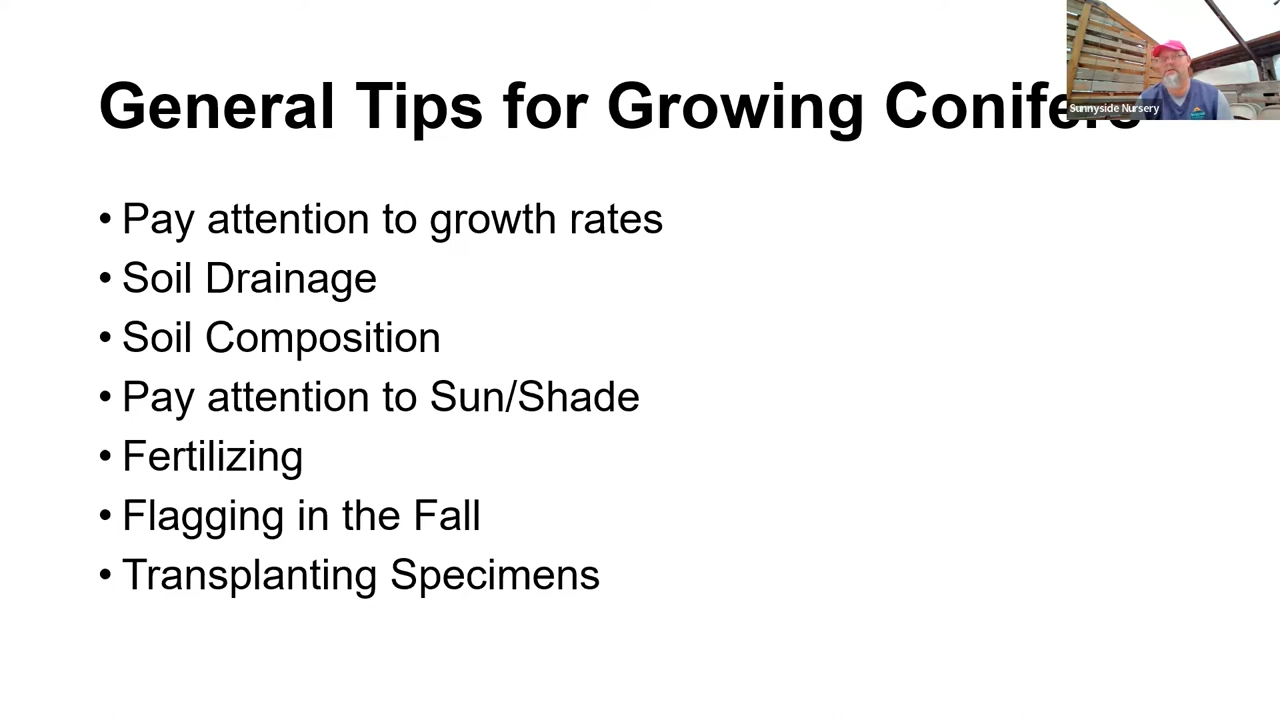 General Tips for Growing Conifers
Sunnyside Nursery
• Pay attention to growth rates
• Soil Drainage
• Soil Composition
• Pay attention to Sun/Shade
• Fertilizing
• Flagging in the Fall
• Transplanting Specimens